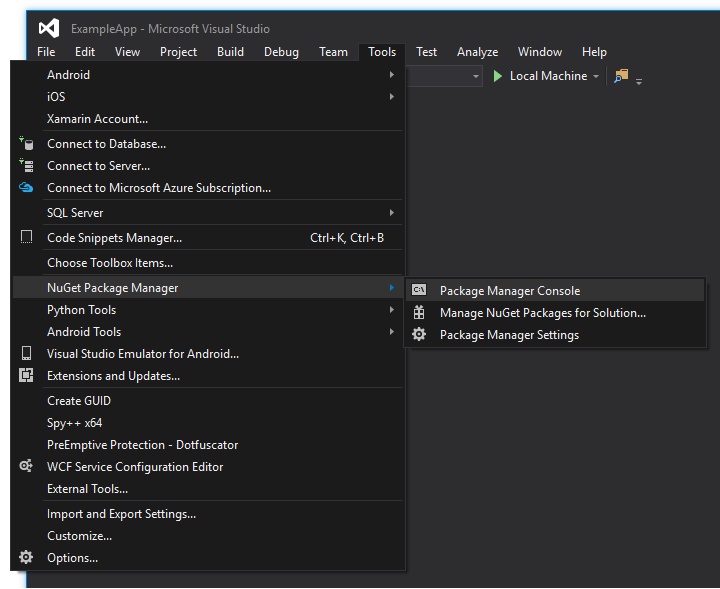 ExampleApp - Microsoft Visual Studio
File Edit View Project Build Debug Team Tools Test Analyze Window Help
Local Machine
Android
iOS
Xamarin Account...
Connect to Database...
Connect to Server...
Connect to Microsoft Azure Subscription...
SQL Server
Code Snippets Manager... Ctrl+K, Ctrl+B
Choose Toolbox Items...
NuGet Package Manager
Python Tools
Android Tools
Visual Studio Emulator for Android...
Extensions and Updates...
Create GUID
Spy++ x64
PreEmptive Protection - Dotfuscator
WCF Service Configuration Editor
External Tools...
Import and Export Settings...
Customize...
Options...
C:\ Package Manager Console
Manage NuGet Packages for Solution...
Package Manager Settings